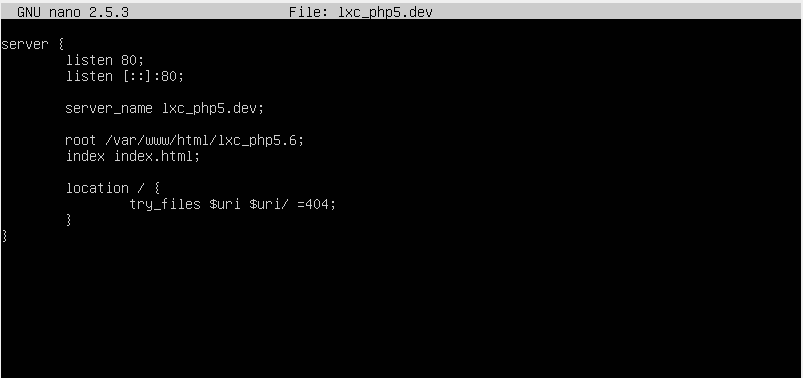 GNU nano 2.5.3 File: lxc_php5.dev
server {
listen 80;
listen [::]:80;
server_name lxc_php5.dev;
root /var/www/html/lxc_php5.6;
index index.html;
location / {
try_files $uri $uri/ =404;
}
}